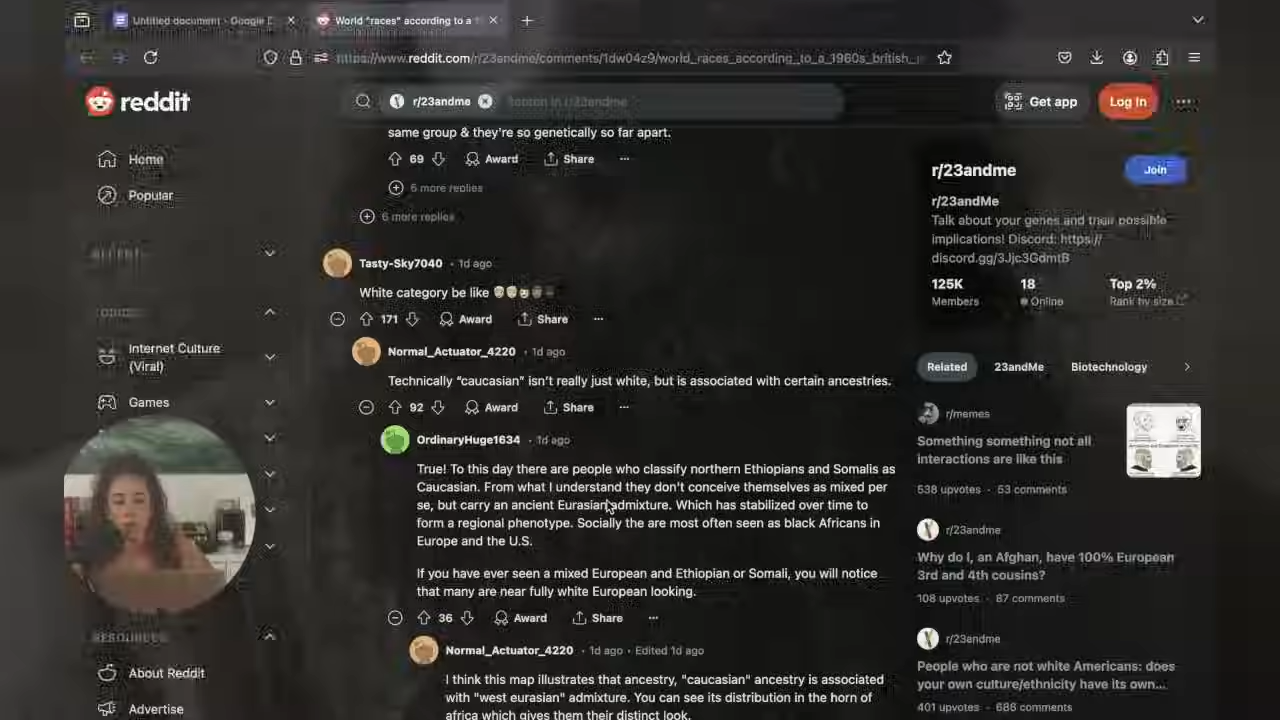 Untitled document - Google D
World "races" according to a
https://www.reddit.com/r/23andme/comments/1dw04z9/world_races_according_to_a_1960s_british_
reddit
r/23andme
Search in r/23andme
Get app
Log In
Home
Popular
Internet Culture
(Viral)
Games
RESOURCES
About Reddit
Advertise
same group & they're so genetically so far apart.
69
Award
Share
6 more replies
6 more replies
Tasty-Sky7040 · 1d ago
White category be like
171
Award
Share
Normal_Actuator_4220 · 1d ago
Technically "caucasian" isn't really just white, but is associated with certain ancestries.
92
Award
Share
OrdinaryHuge1634 · 1d ago
True! To this day there are people who classify northern Ethiopians and Somalis as
Caucasian. From what I understand they don't conceive themselves as mixed per
se, but carry an ancient Eurasian admixture. Which has stabilized over time to
form a regional phenotype. Socially the are most often seen as black Africans in
Europe and the U.S.
If you have ever seen a mixed European and Ethiopian or Somali, you will notice
that many are near fully white European looking.
36
Award
Share
Normal_Actuator_4220 · 1d ago · Edited 1d ago
I think this map illustrates that ancestry, "caucasian" ancestry is associated
with "west eurasian" admixture. You can see its distribution in the horn of
africa which gives them their distinct look.
r/23andme
Join
r/23andMe
Talk about your genes and their possible
implications! Discord: https://
discord.gg/3Jjc3GdmtB
125K
18
Top 2%
Members
Online
Rank by size
Related
23andMe
Biotechnology
r/memes
Something something not all
interactions are like this
538 upvotes · 53 comments
r/23andme
Why do I, an Afghan, have 100% European
3rd and 4th cousins?
108 upvotes · 87 comments
r/23andme
People who are not white Americans: does
your own culture/ethnicity have its own...
401 upvotes · 686 comments